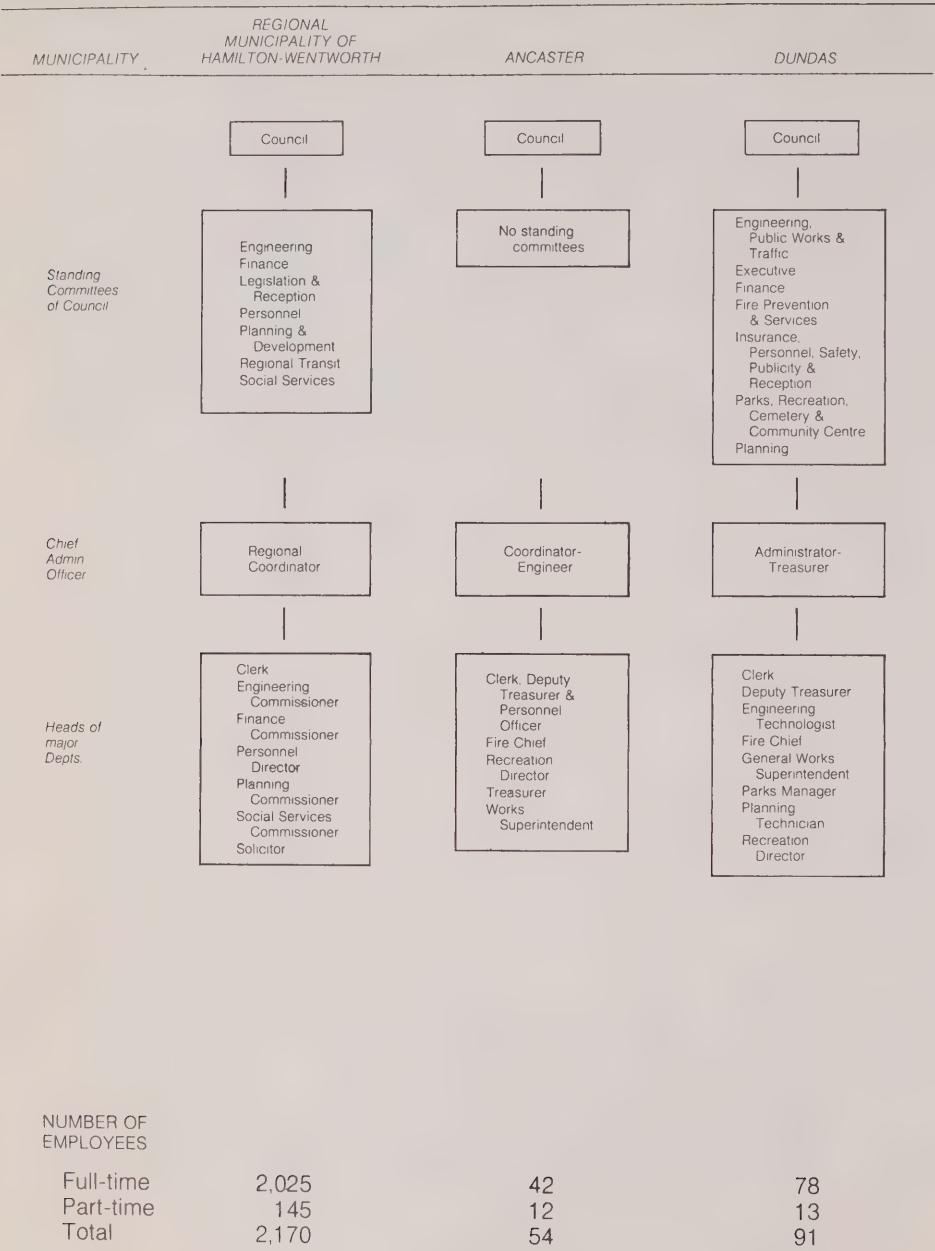 REGIONAL
MUNICIPALITY OF
MUNICIPALITY HAMILTON-WENTWORTH ANCASTER DUNDAS
Council Council Council
Standing
Committees
of Council
Engineering
Finance
Legislation &
Reception
Personnel
Planning &
Development
Regional Transit
Social Services
No standing
committees
Engineering,
Public Works &
Traffic
Executive
Finance
Fire Prevention
& Services
Insurance,
Personnel, Safety,
Publicity &
Reception
Parks, Recreation,
Cemetery &
Community Centre
Planning
Chief
Admin
Officer
Regional
Coordinator
Coordinator-
Engineer
Administrator-
Treasurer
Heads of
major
Depts.
Clerk
Engineering
Commissioner
Finance
Commissioner
Personnel
Director
Planning
Commissioner
Social Services
Commissioner
Solicitor
Clerk, Deputy
Treasurer &
Personnel
Officer
Fire Chief
Recreation
Director
Treasurer
Works
Superintendent
Clerk
Deputy Treasurer
Engineering
Technologist
Fire Chief
General Works
Superintendent
Parks Manager
Planning
Technician
Recreation
Director
NUMBER OF
EMPLOYEES
Full-time 2,025 42 78
Part-time 145 12 13
Total 2,170 54 91